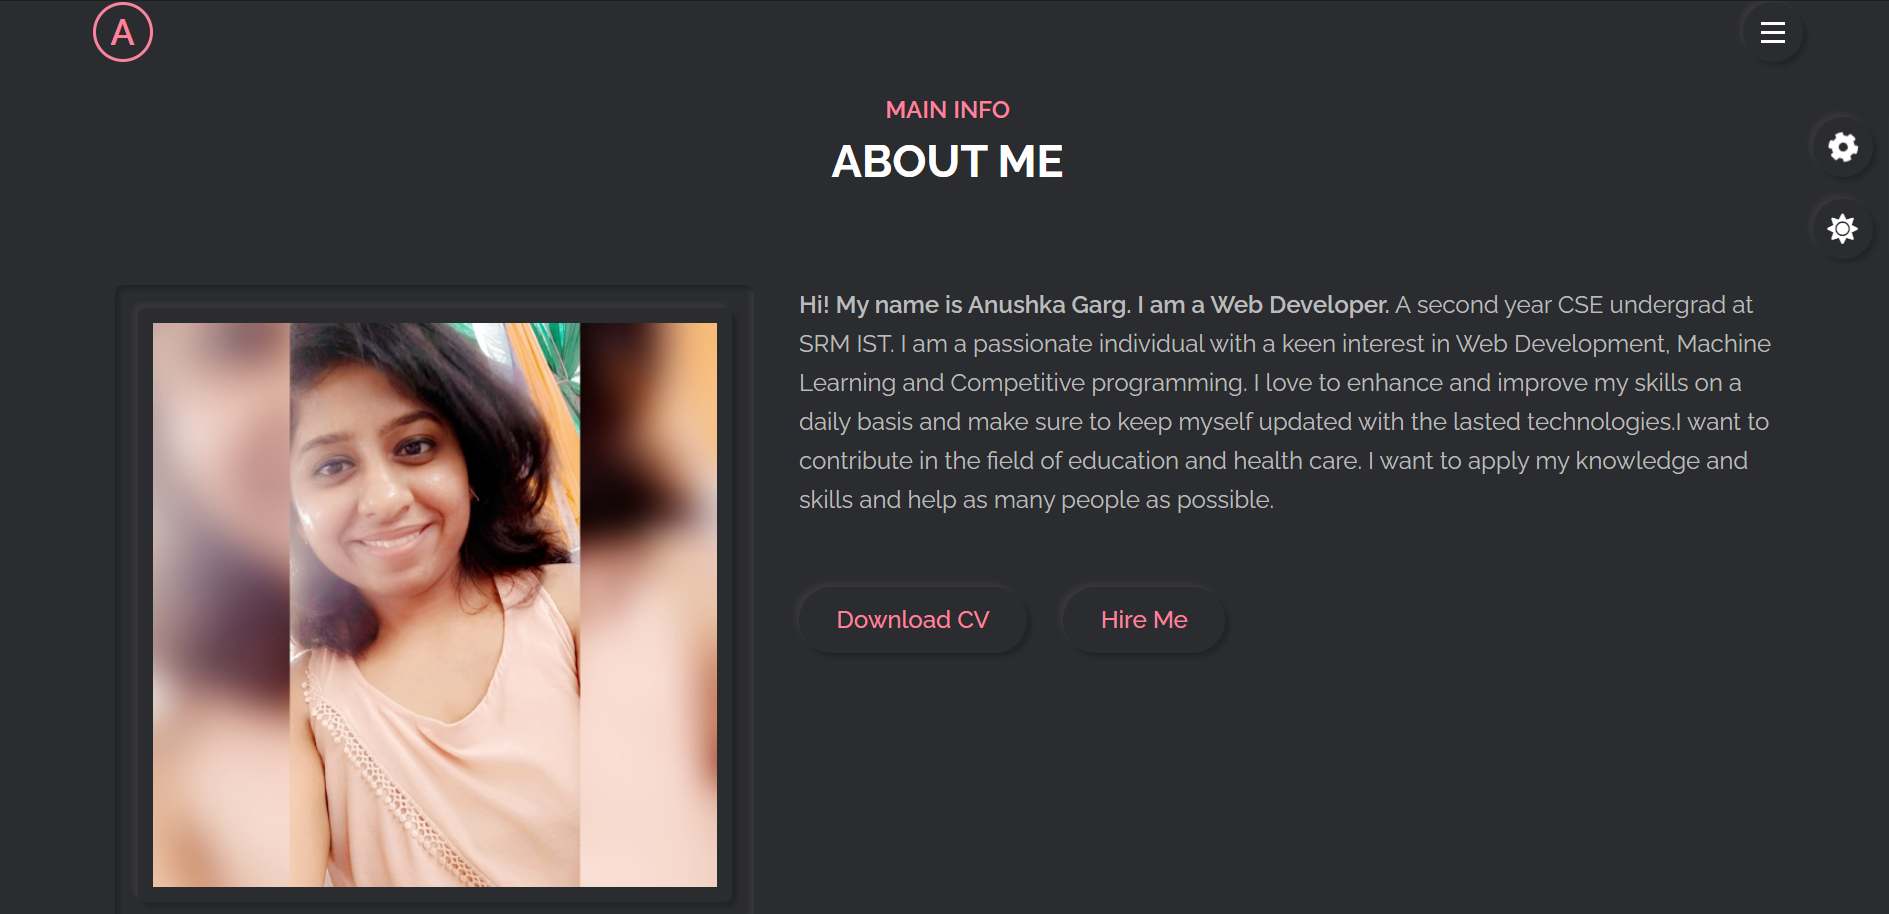 A
MAIN INFO
ABOUT ME
Hi! My name is Anushka Garg. I am a Web Developer. A second year CSE undergrad at
SRM IST. I am a passionate individual with a keen interest in Web Development, Machine
Learning and Competitive programming. I love to enhance and improve my skills on a
daily basis and make sure to keep myself updated with the lasted technologies.I want to
contribute in the field of education and health care. I want to apply my knowledge and
skills and help as many people as possible.
Download CV
Hire Me